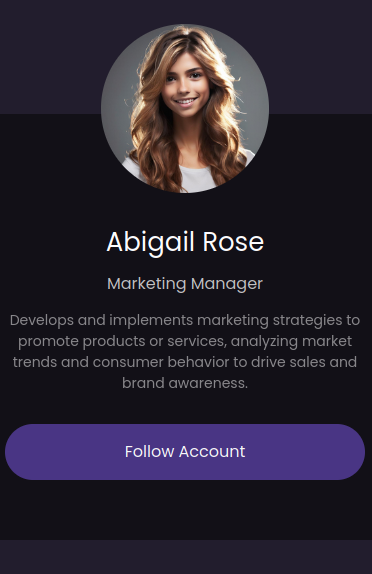 Abigail Rose
Marketing Manager
Develops and implements marketing strategies to
promote products or services, analyzing market
trends and consumer behavior to drive sales and
brand awareness.
Follow Account